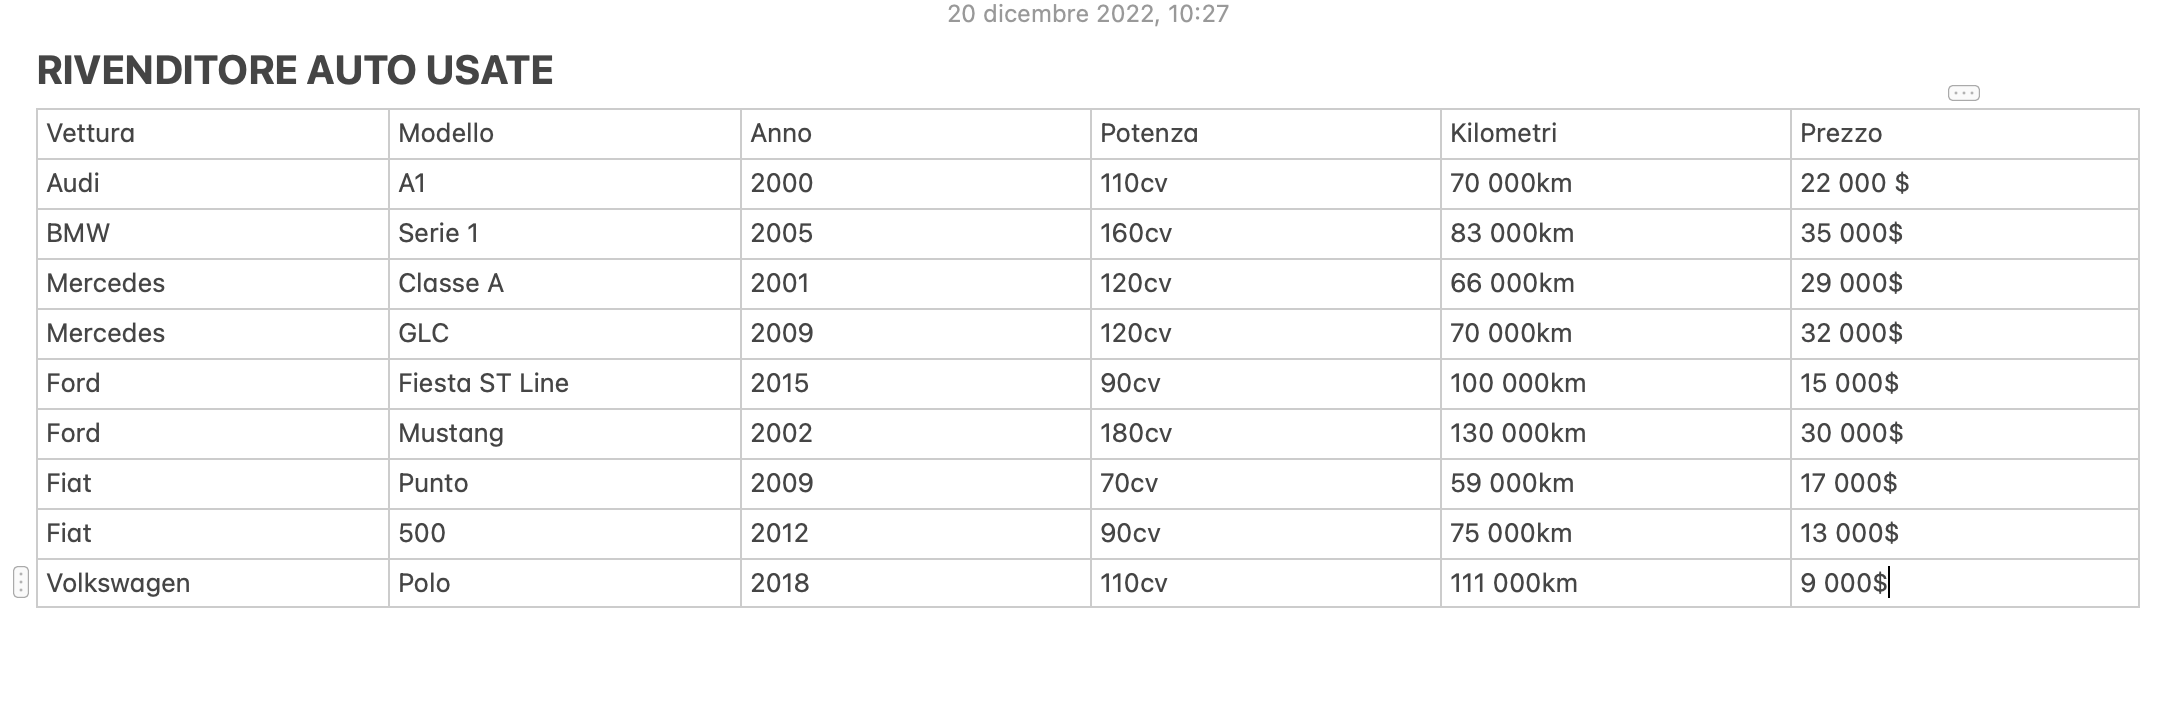 20 dicembre 2022, 10:27
RIVENDITORE AUTO USATE
Vettura Modello Anno Potenza Kilometri Prezzo
Audi A1 2000 110cv 70 000km 22 000 $
BMW Serie 1 2005 160cv 83 000km 35 000$
Mercedes Classe A 2001 120cv 66 000km 29 000$
Mercedes GLC 2009 120cv 70 000km 32 000$
Ford Fiesta ST Line 2015 90cv 100 000km 15 000$
Ford Mustang 2002 180cv 130 000km 30 000$
Fiat Punto 2009 70cv 59 000km 17 000$
Fiat 500 2012 90cv 75 000km 13 000$
Volkswagen Polo 2018 110cv 111 000km 9 000$